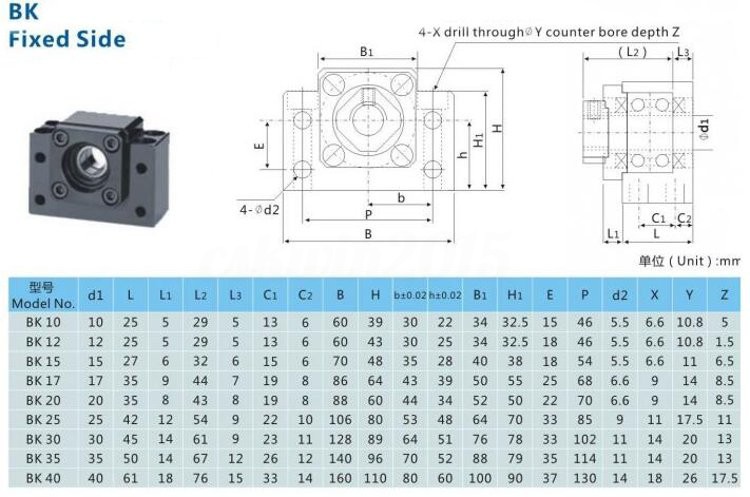 BK
Fixed Side
4-X drill throughΦY counter bore depth Z
B1
( L2 )
L3
E
h
H1
H
Φd1
4-Φd2
b
P
B
C1
C2
L1
L
单位 ( Unit) :mm
型号
Model No. d1 L L1 L2 L3 C1 C2 B H b±0.02 h±0.02 B1 H1 E P d2 X Y Z
BK 10 10 25 5 29 5 13 6 60 39 30 22 34 32.5 15 46 5.5 6.6 10.8 5
BK 12 12 25 5 29 5 13 6 60 43 30 25 34 32.5 18 46 5.5 6.6 10.8 1.5
BK 15 15 27 6 32 6 15 6 70 48 35 28 40 38 18 54 5.5 6.6 11 6.5
BK 17 17 35 9 44 7 19 8 86 64 43 39 50 55 25 68 6.6 9 14 8.5
BK 20 20 35 8 43 8 19 8 88 60 44 34 52 50 22 70 6.6 9 14 8.5
BK 25 25 42 12 54 9 22 10 106 80 53 48 64 70 33 85 9 11 17.5 11
BK 30 30 45 14 61 9 23 11 128 89 64 51 76 78 33 102 11 14 20 13
BK 35 35 50 14 67 12 26 12 140 96 70 52 88 79 35 114 11 14 20 13
BK 40 40 61 18 76 15 33 14 160 110 80 60 100 90 37 130 14 18 26 17.5